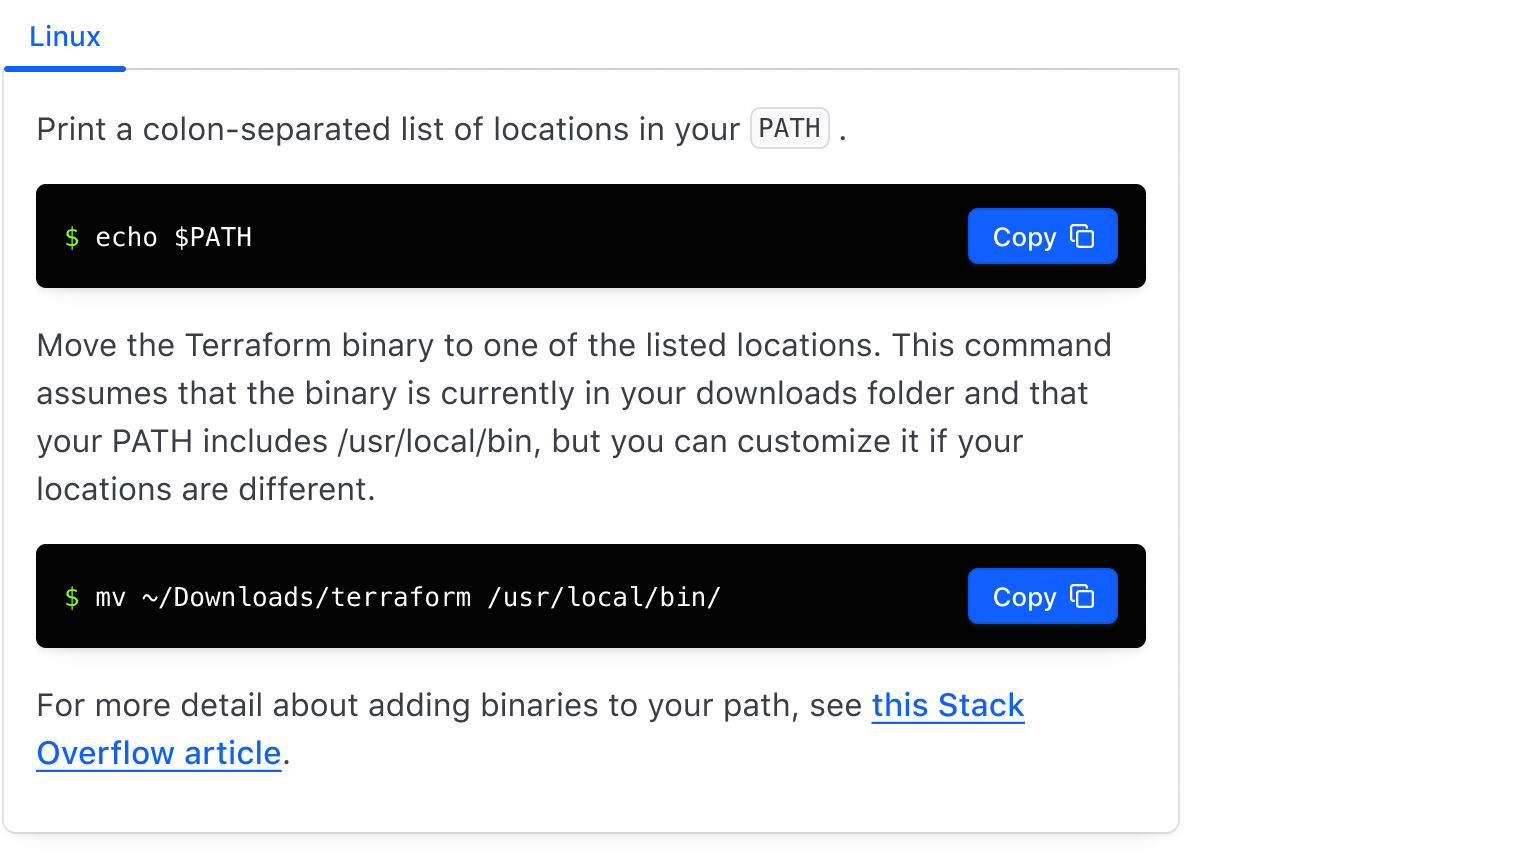 Linux
Print a colon-separated list of locations in your PATH .
$ echo $PATH
Copy
Move the Terraform binary to one of the listed locations. This command
assumes that the binary is currently in your downloads folder and that
your PATH includes /usr/local/bin, but you can customize it if your
locations are different.
$ mv ~/Downloads/terraform /usr/local/bin/
Copy
For more detail about adding binaries to your path, see this Stack
Overflow article.